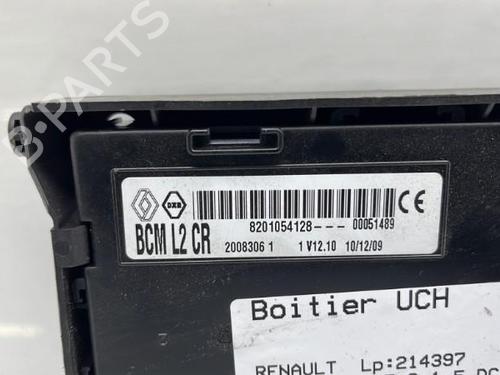 B-PARTS
DXB
8201054128--- 00051489
BCM L2 CR
2008306 1 1 V12.10 10/12/09
CE
Boitier UCH
RENAULT Lp:214397